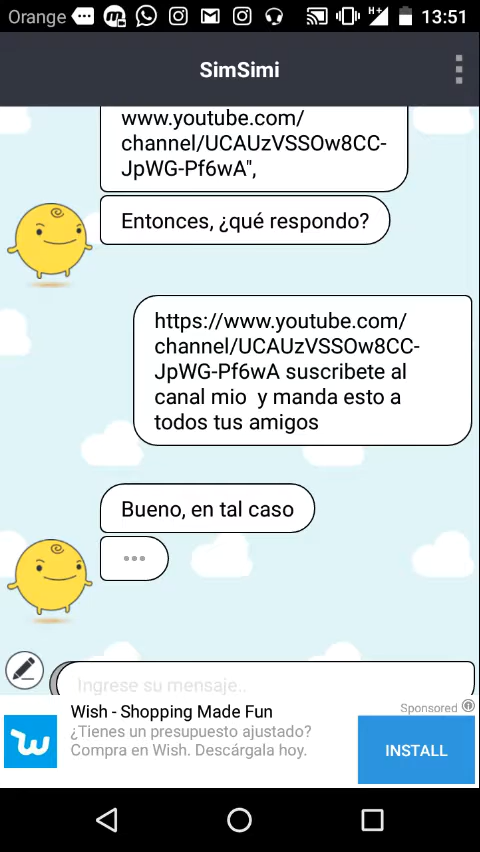 Orange
H+
13:51
SimSimi
www.youtube.com/
channel/UCAUzVSSOw8CC-
JpWG-Pf6wA",
Entonces, ¿qué respondo?
https://www.youtube.com/
channel/UCAUzVSSOw8CC-
JpWG-Pf6wA suscribete al
canal mio  y manda esto a
todos tus amigos
Bueno, en tal caso
•••
Ingrese su mensaje..
Wish - Shopping Made Fun
Sponsored
¿Tienes un presupuesto ajustado?
Compra en Wish. Descárgala hoy.
INSTALL